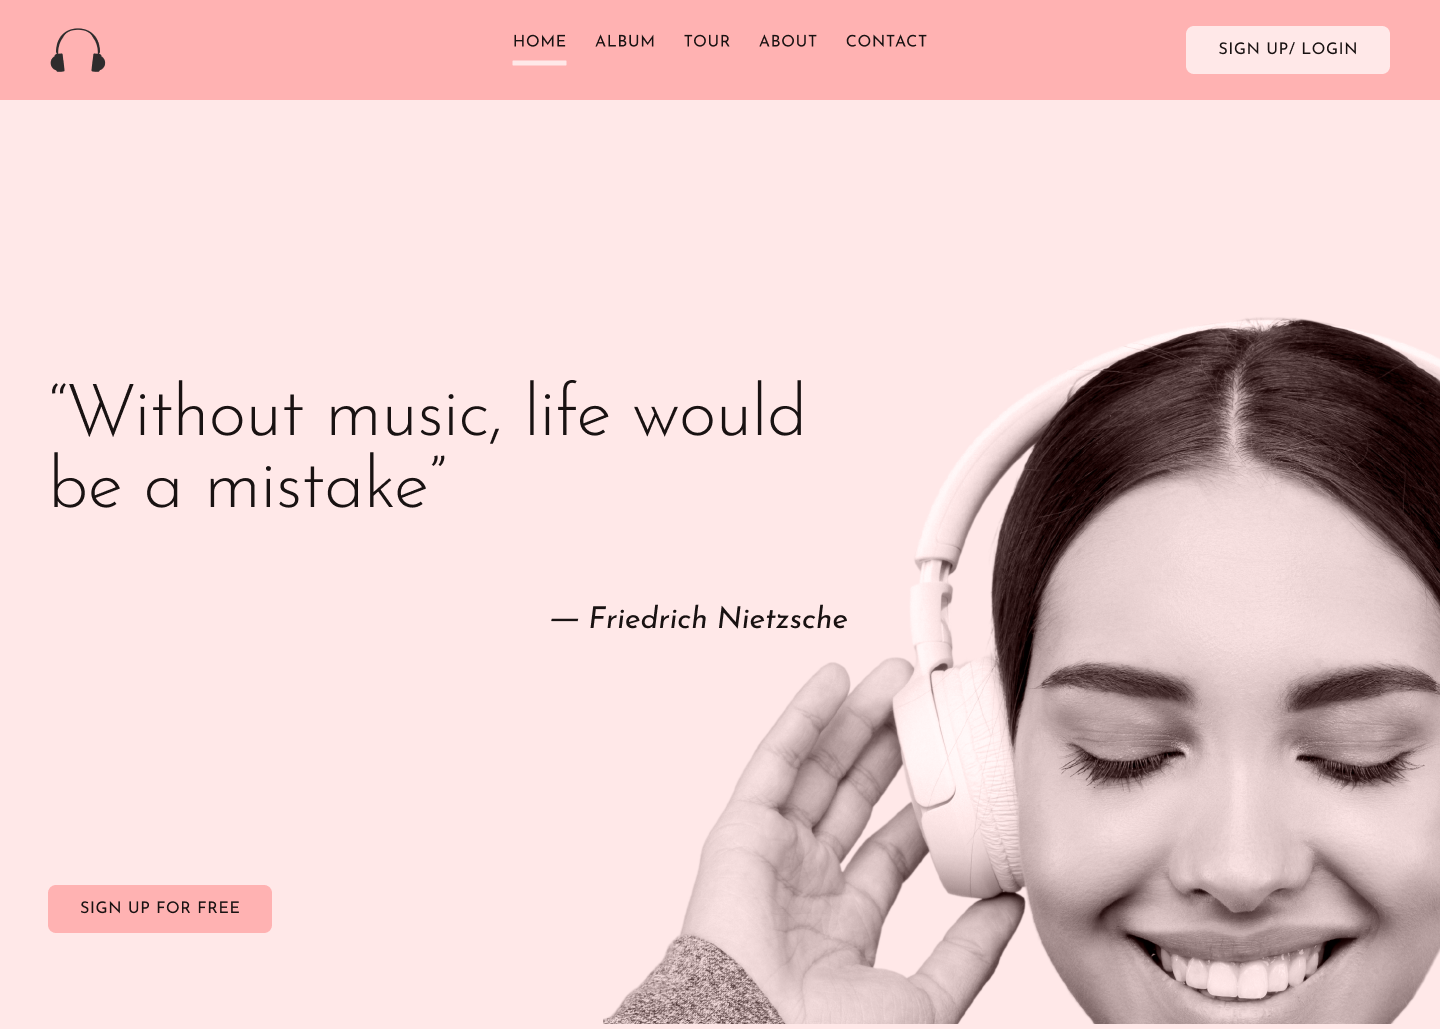 HOME ALBUM TOUR ABOUT CONTACT
SIGN UP/ LOGIN
“Without music, life would
be a mistake”
— Friedrich Nietzsche
SIGN UP FOR FREE